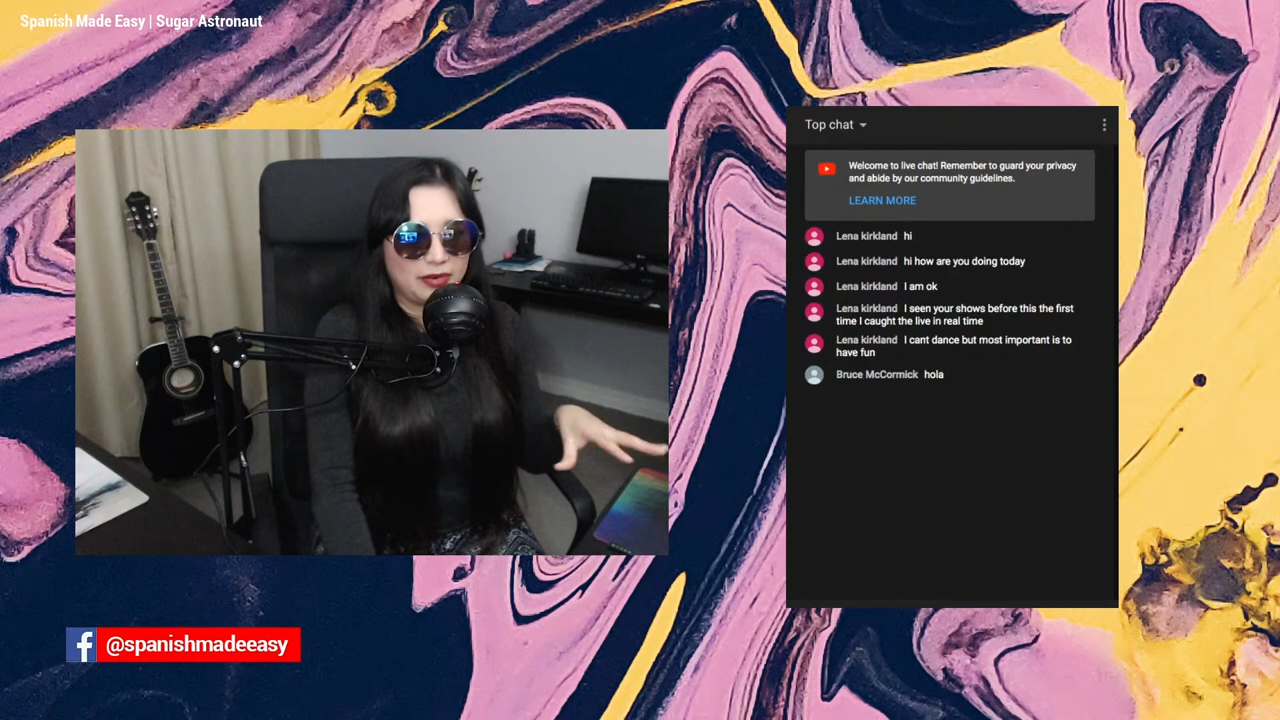 Spanish Made Easy | Sugar Astronaut
Top chat
Welcome to live chat! Remember to guard your privacy
and abide by our community guidelines.
LEARN MORE
Lena kirkland hi
Lena kirkland hi how are you doing today
Lena kirkland I am ok
Lena kirkland I seen your shows before this the first
time I caught the live in real time
Lena kirkland I cant dance but most important is to
have fun
Bruce McCormick hola
@spanishmadeeasy